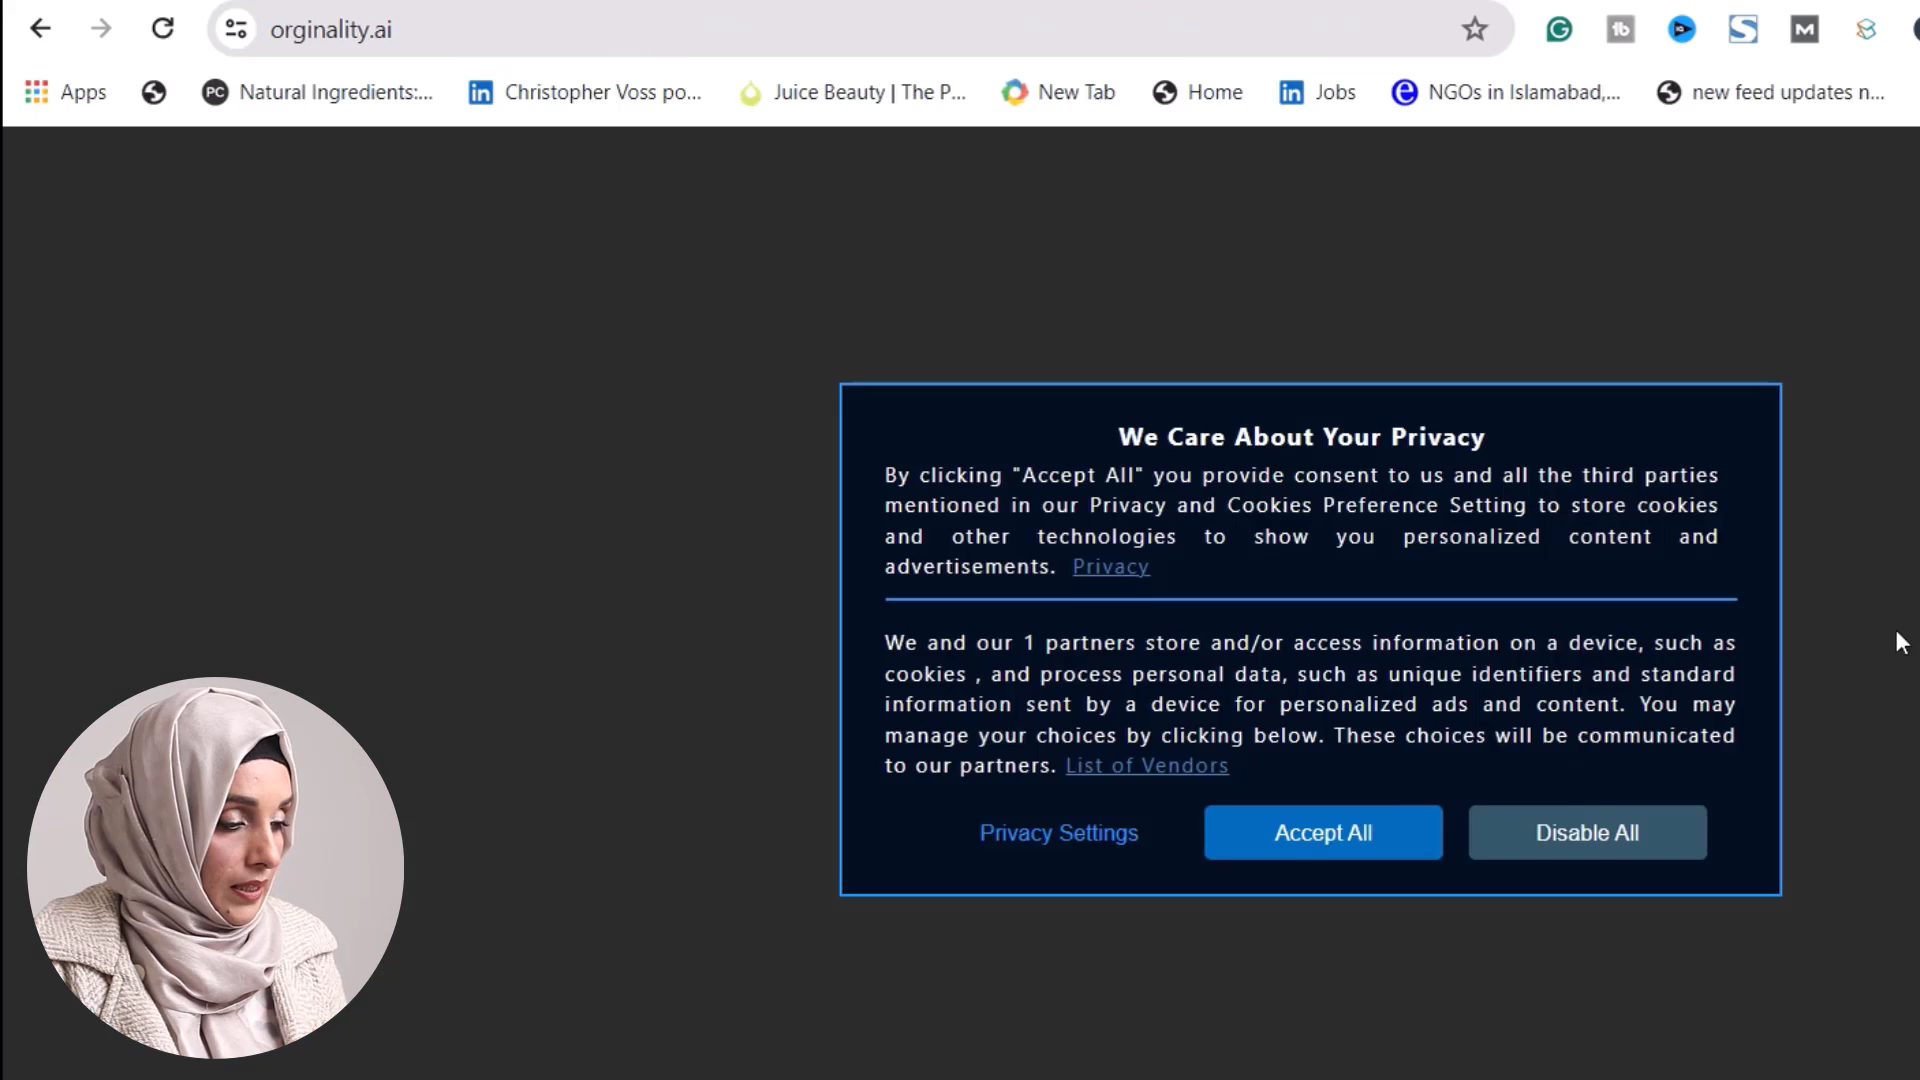 orginality.ai
Apps
PC Natural Ingredients:... in Christopher Voss po... Juice Beauty | The P... New Tab Home in Jobs e NGOs in Islamabad,... new feed updates n...
We Care About Your Privacy
By clicking "Accept All" you provide consent to us and all the third parties
mentioned in our Privacy and Cookies Preference Setting to store cookies
and other technologies to show you personalized content and
advertisements. Privacy
We and our 1 partners store and/or access information on a device, such as
cookies , and process personal data, such as unique identifiers and standard
information sent by a device for personalized ads and content. You may
manage your choices by clicking below. These choices will be communicated
to our partners. List of Vendors
Privacy Settings Accept All Disable All